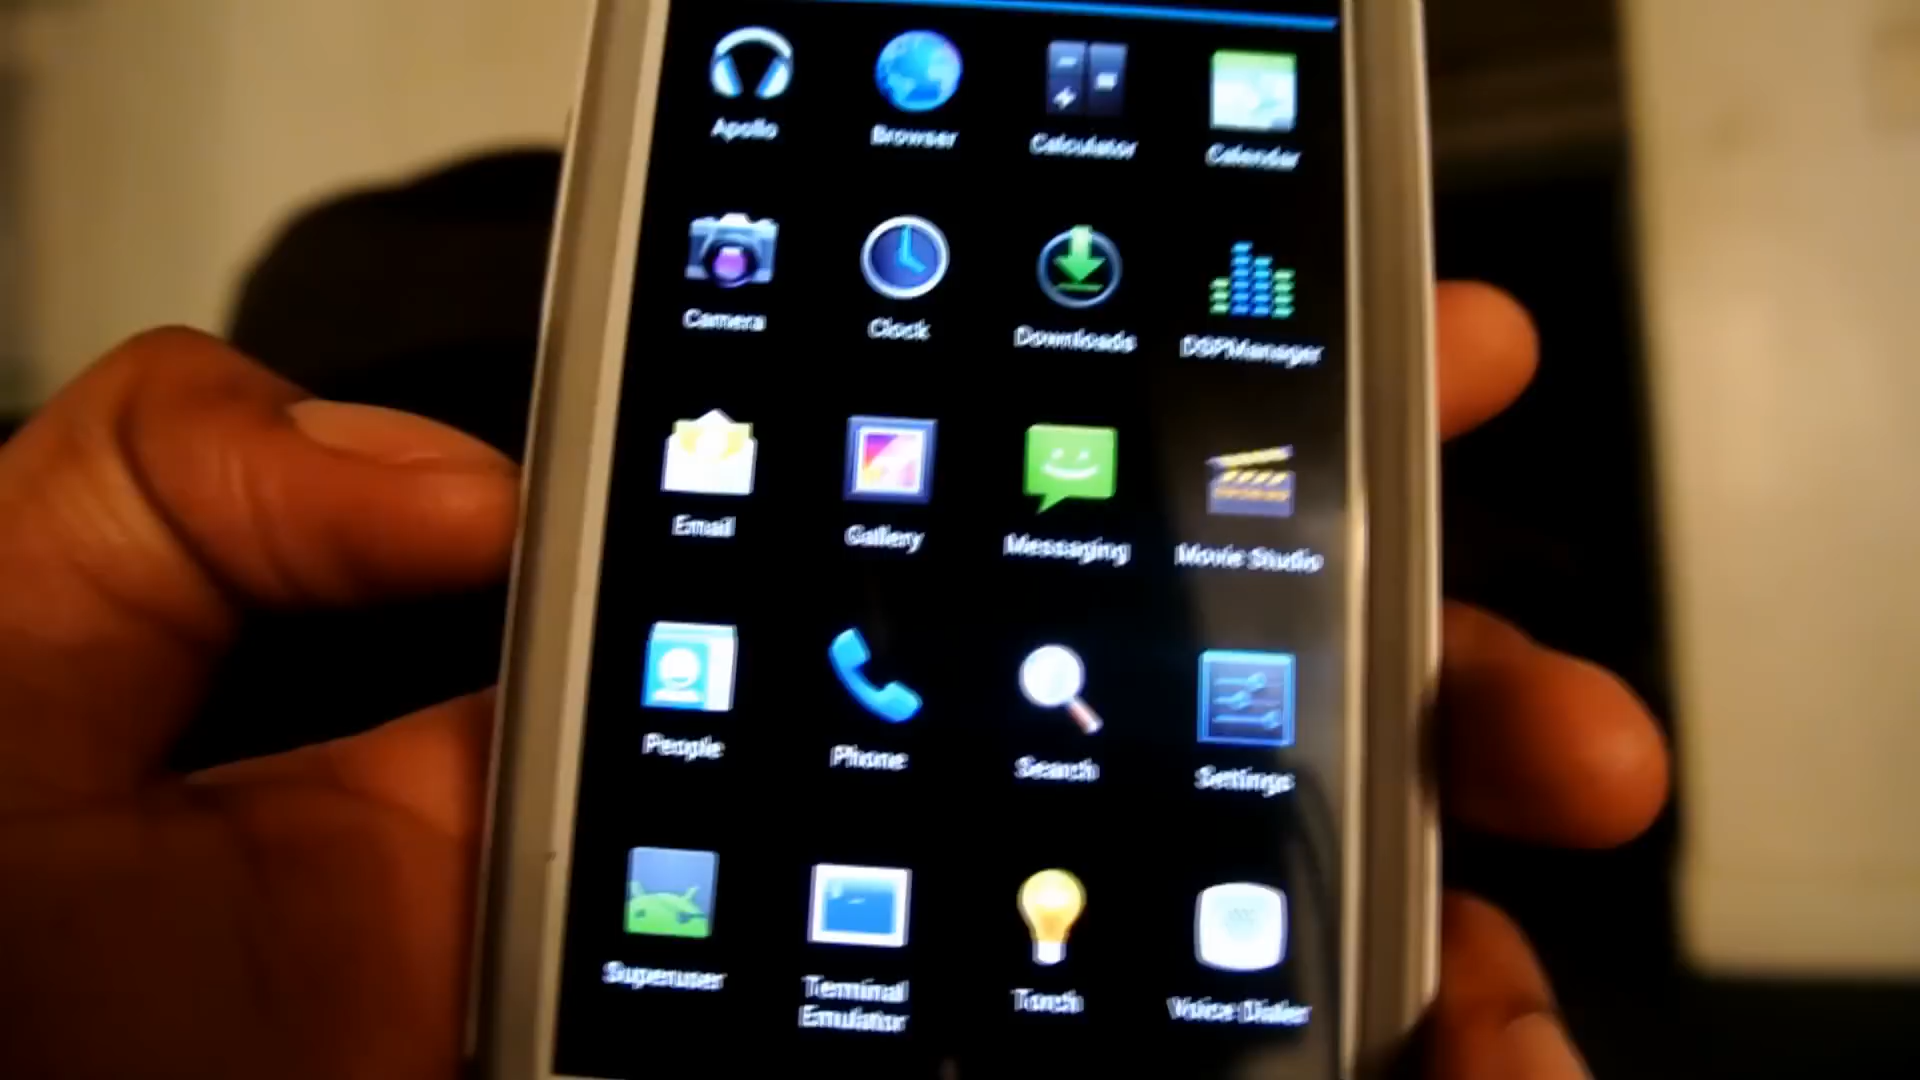 Apollo
Browser
Calculator
Calendar
Camera
Clock
Downloads
DSPManager
Email
Gallery
Messaging
Movie Studio
People
Phone
Search
Settings
Superuser
Terminal
Emulator
Torch
Voice Dialer